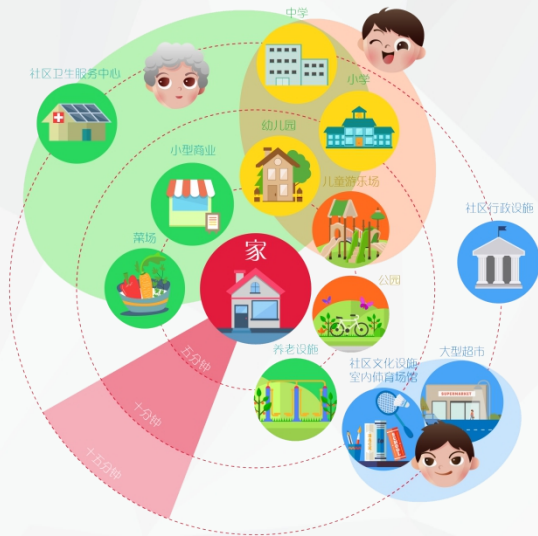 中学
社区卫生服务中心
小学
幼儿园
小型商业
儿童游乐场
社区行政设施
菜场
家
公园
养老设施
五分钟
社区文化设施
室内体育场馆
大型超市
SUPERMARKET
十分钟
十五分钟